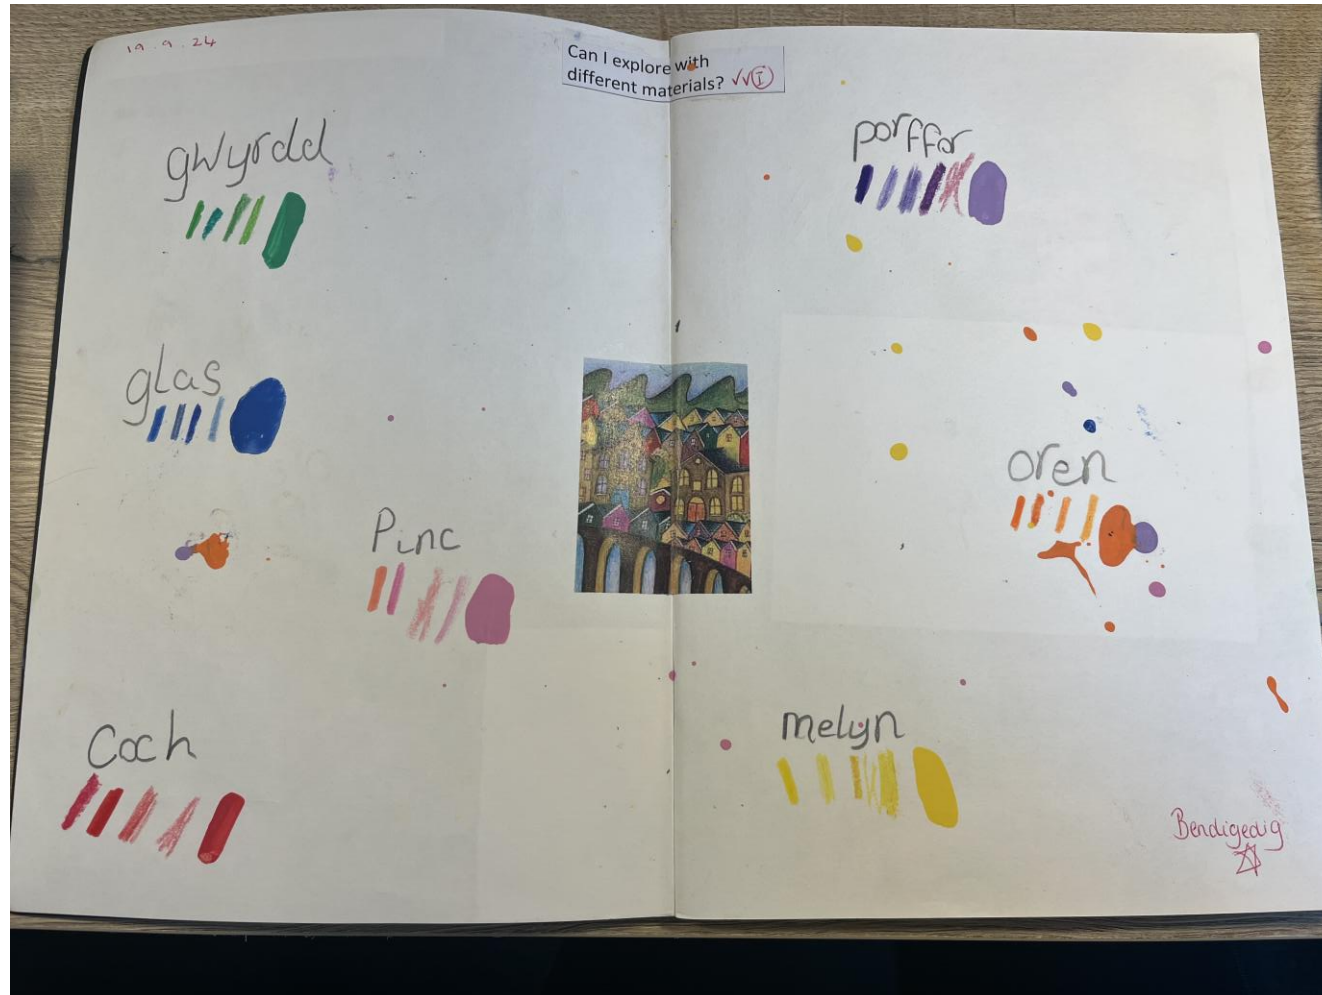 19.9.24
Can I explore with
different materials? ✓✓Ⓘ
gwyrdd
porffor
glas
oren
Pinc
Coch
melyn
Bendigedig